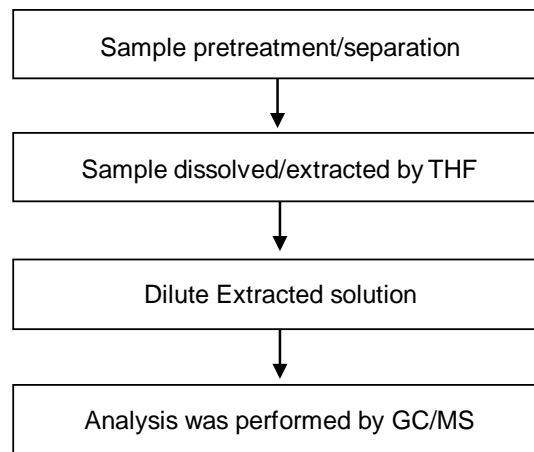 Sample pretreatment/separation
Sample dissolved/extracted by THF
Dilute Extracted solution
Analysis was performed by GC/MS